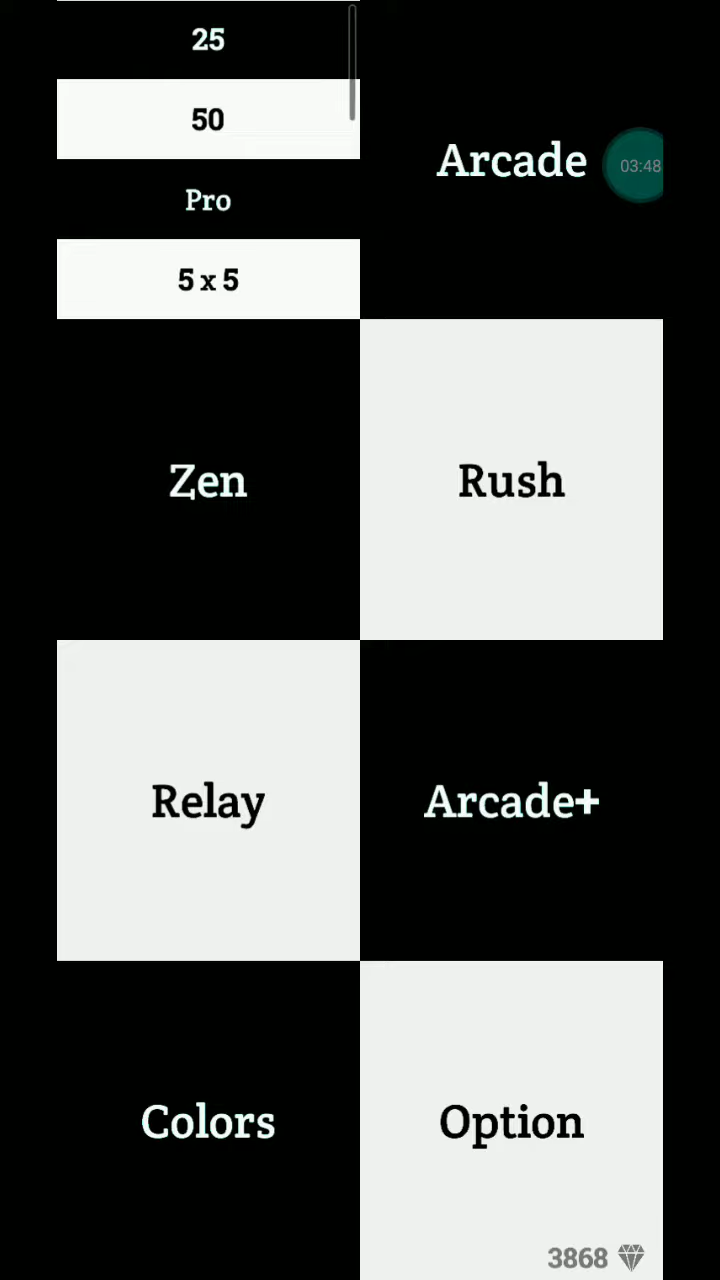 25
50
Pro
5 x 5
Arcade
03:48
Zen
Rush
Relay
Arcade+
Colors
Option
3868